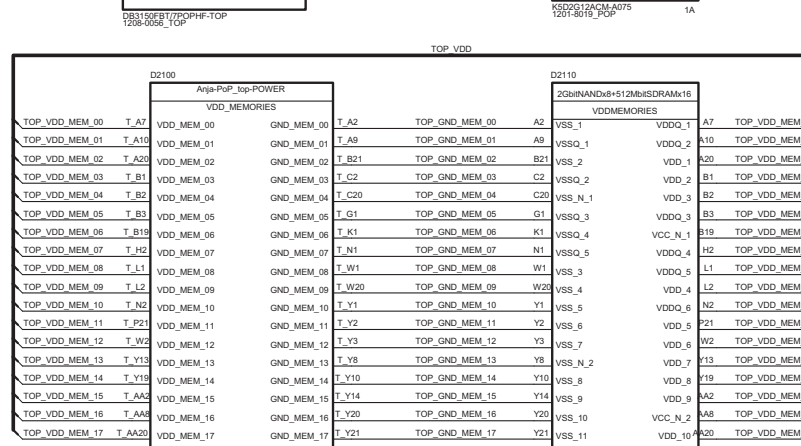 DB3150FBT/7POPHF-TOP
1208-0056_TOP
K5D2G12ACM-A075
1201-8019_POP 1A
TOP_VDD
D2100 D2110
Anja-PoP_top-POWER 2GbitNANDx8+512MbitSDRAMx16
VDD_MEMORIES VDDMEMORIES
TOP_VDD_MEM_00 T_A7 VDD_MEM_00 GND_MEM_00 T_A2 TOP_GND_MEM_00 A2 VSS_1 VDDQ_1 A7 TOP_VDD_MEM
TOP_VDD_MEM_01 T_A10 VDD_MEM_01 GND_MEM_01 T_A9 TOP_GND_MEM_01 A9 VSSQ_1 VDDQ_2 A10 TOP_VDD_MEM
TOP_VDD_MEM_02 T_A20 VDD_MEM_02 GND_MEM_02 T_B21 TOP_GND_MEM_02 B21 VSS_2 VDD_1 A20 TOP_VDD_MEM
TOP_VDD_MEM_03 T_B1 VDD_MEM_03 GND_MEM_03 T_C2 TOP_GND_MEM_03 C2 VSSQ_2 VDD_2 B1 TOP_VDD_MEM
TOP_VDD_MEM_04 T_B2 VDD_MEM_04 GND_MEM_04 T_C20 TOP_GND_MEM_04 C20 VSS_N_1 VDD_3 B2 TOP_VDD_MEM
TOP_VDD_MEM_05 T_B3 VDD_MEM_05 GND_MEM_05 T_G1 TOP_GND_MEM_05 G1 VSSQ_3 VDDQ_3 B3 TOP_VDD_MEM
TOP_VDD_MEM_06 T_B19 VDD_MEM_06 GND_MEM_06 T_K1 TOP_GND_MEM_06 K1 VSSQ_4 VCC_N_1 B19 TOP_VDD_MEM
TOP_VDD_MEM_07 T_H2 VDD_MEM_07 GND_MEM_07 T_N1 TOP_GND_MEM_07 N1 VSSQ_5 VDDQ_4 H2 TOP_VDD_MEM
TOP_VDD_MEM_08 T_L1 VDD_MEM_08 GND_MEM_08 T_W1 TOP_GND_MEM_08 W1 VSS_3 VDDQ_5 L1 TOP_VDD_MEM
TOP_VDD_MEM_09 T_L2 VDD_MEM_09 GND_MEM_09 T_W20 TOP_GND_MEM_09 W20 VSS_4 VDD_4 L2 TOP_VDD_MEM
TOP_VDD_MEM_10 T_N2 VDD_MEM_10 GND_MEM_10 T_Y1 TOP_GND_MEM_10 Y1 VSS_5 VDDQ_6 N2 TOP_VDD_MEM
TOP_VDD_MEM_11 T_P21 VDD_MEM_11 GND_MEM_11 T_Y2 TOP_GND_MEM_11 Y2 VSS_6 VDD_5 P21 TOP_VDD_MEM
TOP_VDD_MEM_12 T_W2 VDD_MEM_12 GND_MEM_12 T_Y3 TOP_GND_MEM_12 Y3 VSS_7 VDD_6 W2 TOP_VDD_MEM
TOP_VDD_MEM_13 T_Y13 VDD_MEM_13 GND_MEM_13 T_Y8 TOP_GND_MEM_13 Y8 VSS_N_2 VDD_7 Y13 TOP_VDD_MEM
TOP_VDD_MEM_14 T_Y19 VDD_MEM_14 GND_MEM_14 T_Y10 TOP_GND_MEM_14 Y10 VSS_8 VDD_8 Y19 TOP_VDD_MEM
TOP_VDD_MEM_15 T_AA2 VDD_MEM_15 GND_MEM_15 T_Y14 TOP_GND_MEM_15 Y14 VSS_9 VDD_9 AA2 TOP_VDD_MEM
TOP_VDD_MEM_16 T_AA8 VDD_MEM_16 GND_MEM_16 T_Y20 TOP_GND_MEM_16 Y20 VSS_10 VCC_N_2 AA8 TOP_VDD_MEM
TOP_VDD_MEM_17 T_AA20 VDD_MEM_17 GND_MEM_17 T_Y21 TOP_GND_MEM_17 Y21 VSS_11 VDD_10 AA20 TOP_VDD_MEM